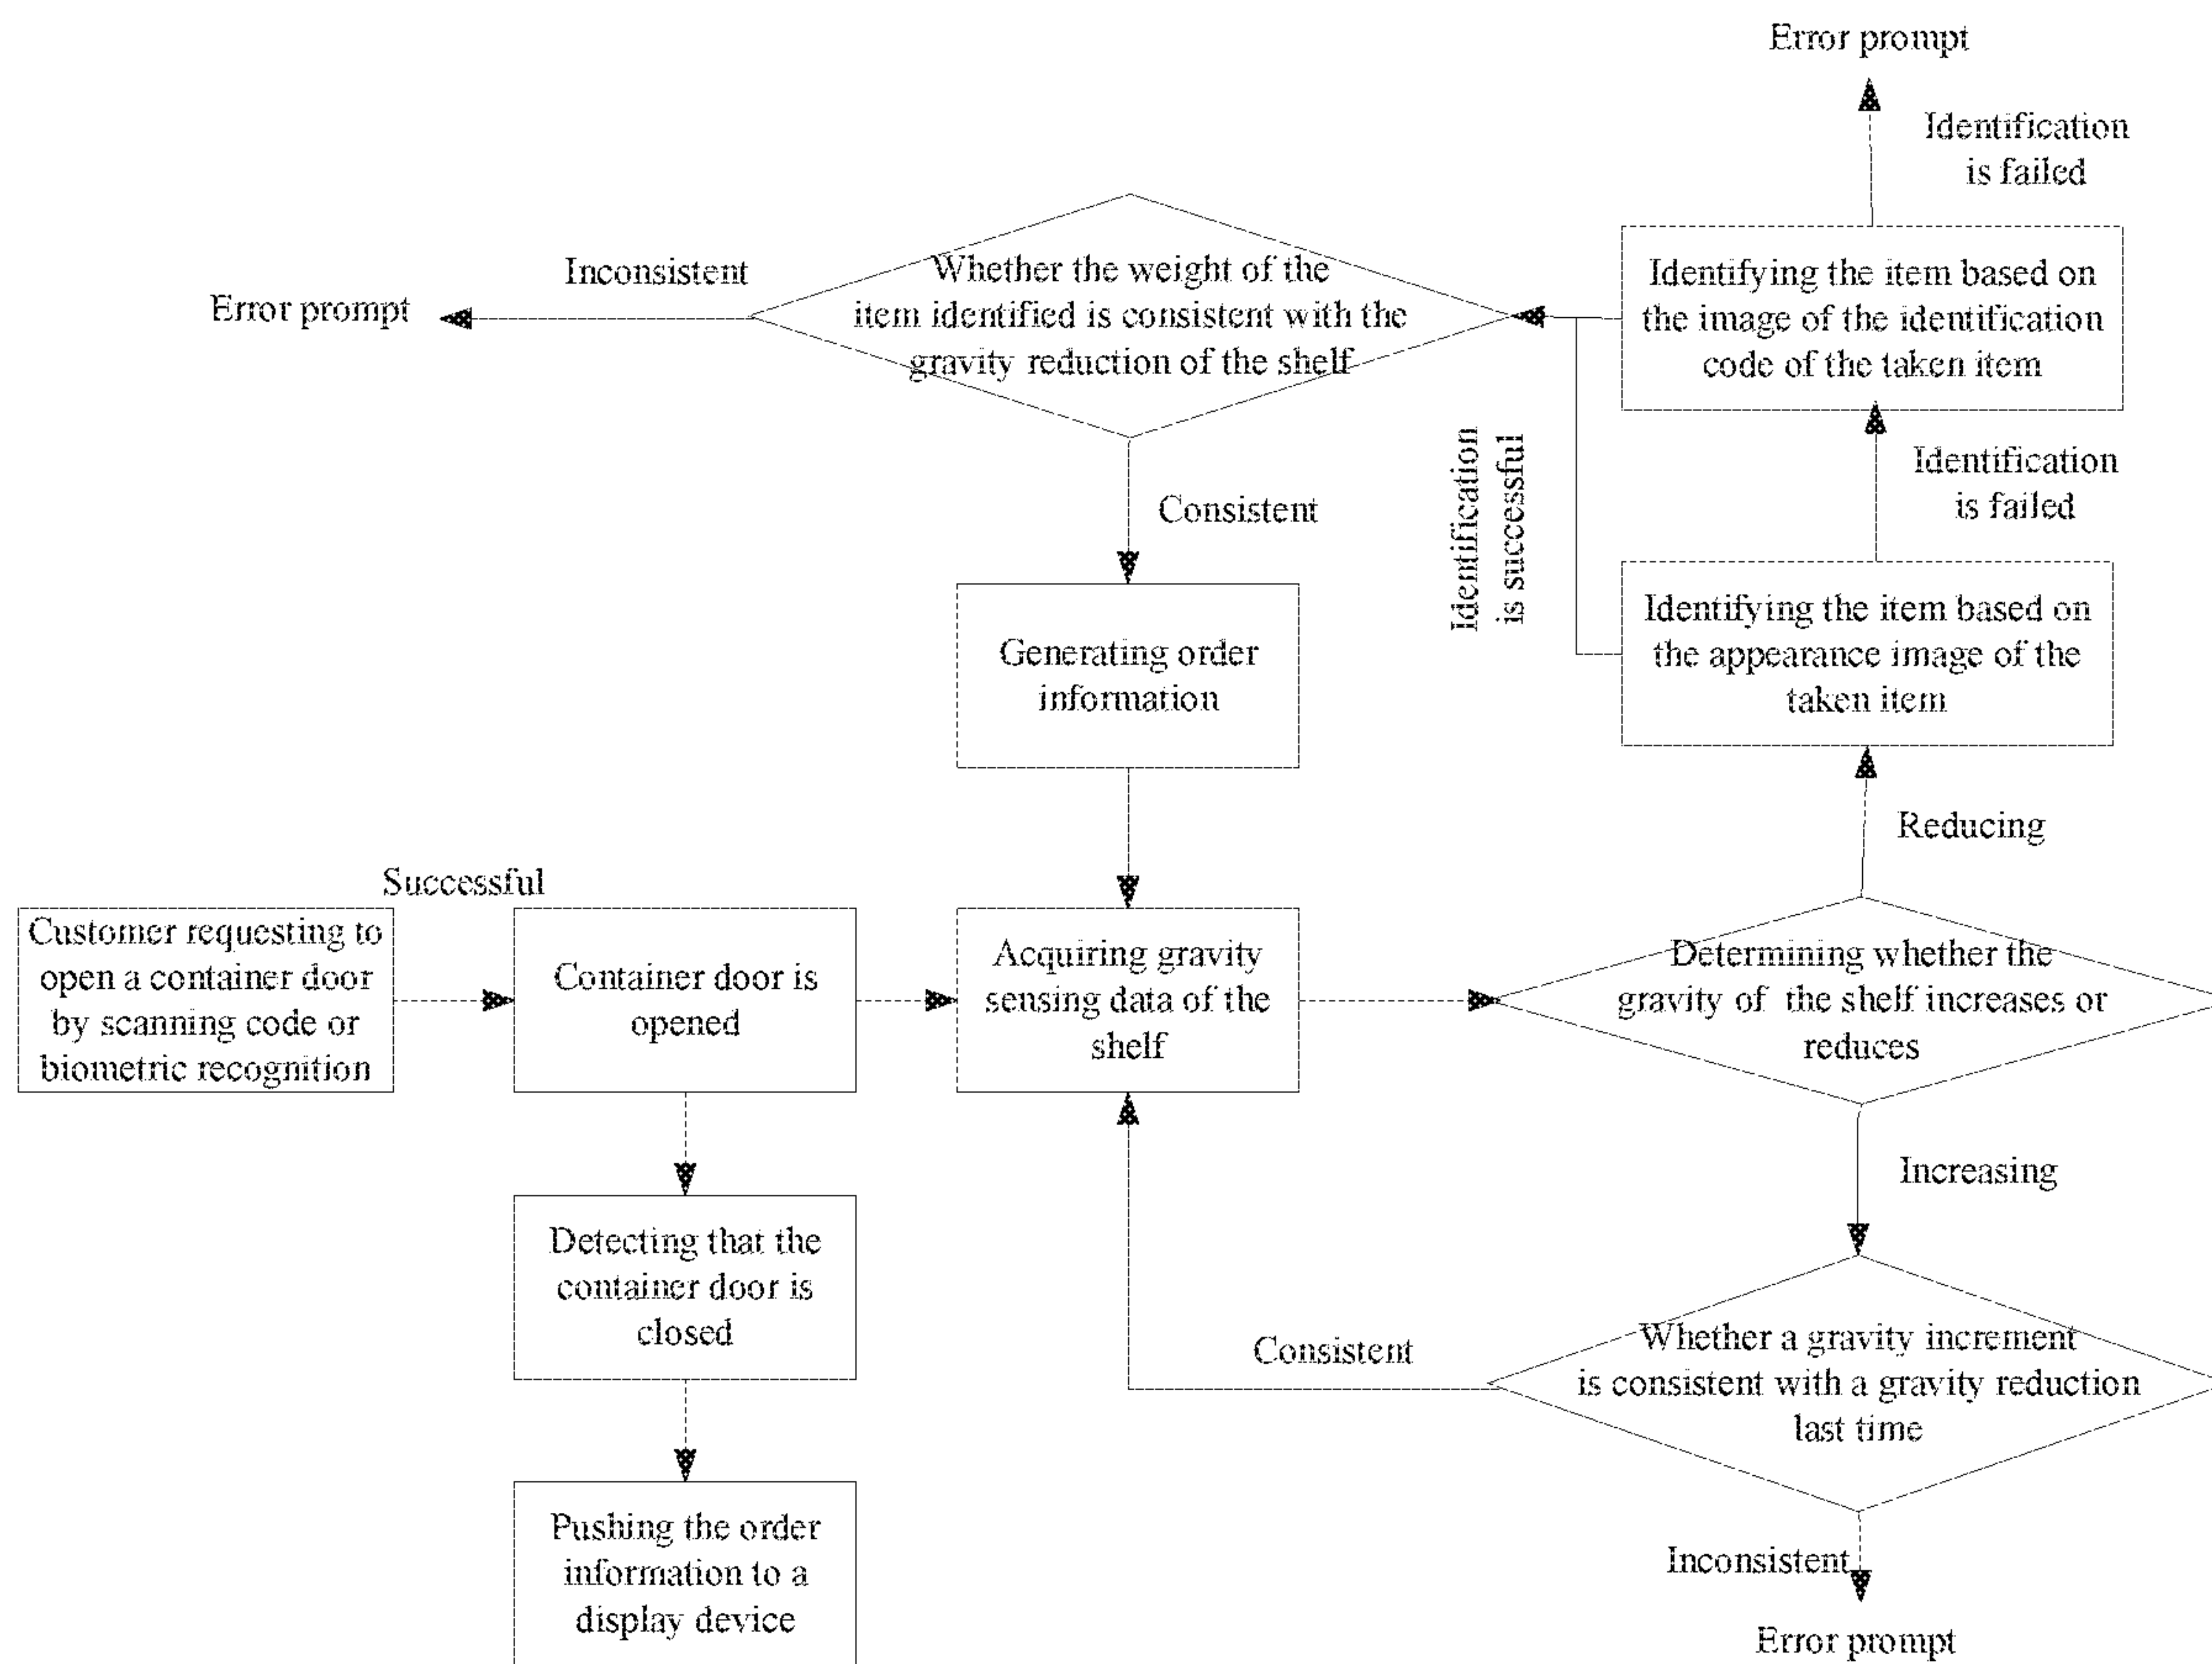 Error prompt
Identification
is failed
Inconsistent
Error prompt
Whether the weight of the
item identified is consistent with the
gravity reduction of the shelf
Identifying the item based on
the image of the identification
code of the taken item
Identification
is successful
Identification
is failed
Consistent
Generating order
information
Identifying the item based on
the appearance image of the
taken item
Reducing
Successful
Customer requesting to
open a container door
by scanning code or
biometric recognition
Container door is
opened
Acquiring gravity
sensing data of the
shelf
Determining whether the
gravity of the shelf increases or
reduces
Increasing
Detecting that the
container door is
closed
Consistent
Whether a gravity increment
is consistent with a gravity reduction
last time
Pushing the order
information to a
display device
Inconsistent
Error prompt